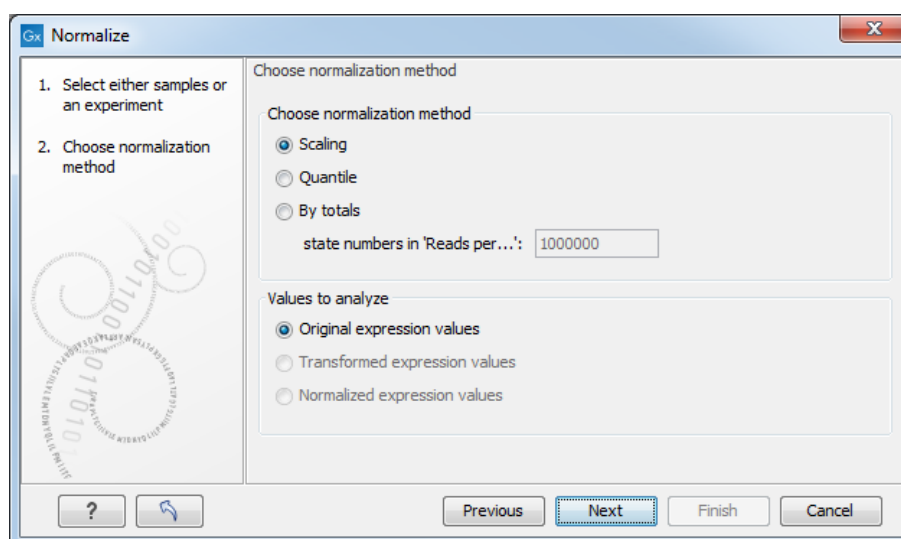 Gx Normalize
X
1. Select either samples or
an experiment
2. Choose normalization
method
Choose normalization method
Choose normalization method
Scaling
Quantile
By totals
state numbers in 'Reads per...': 1000000
Values to analyze
Original expression values
Transformed expression values
Normalized expression values
? Previous Next Finish Cancel